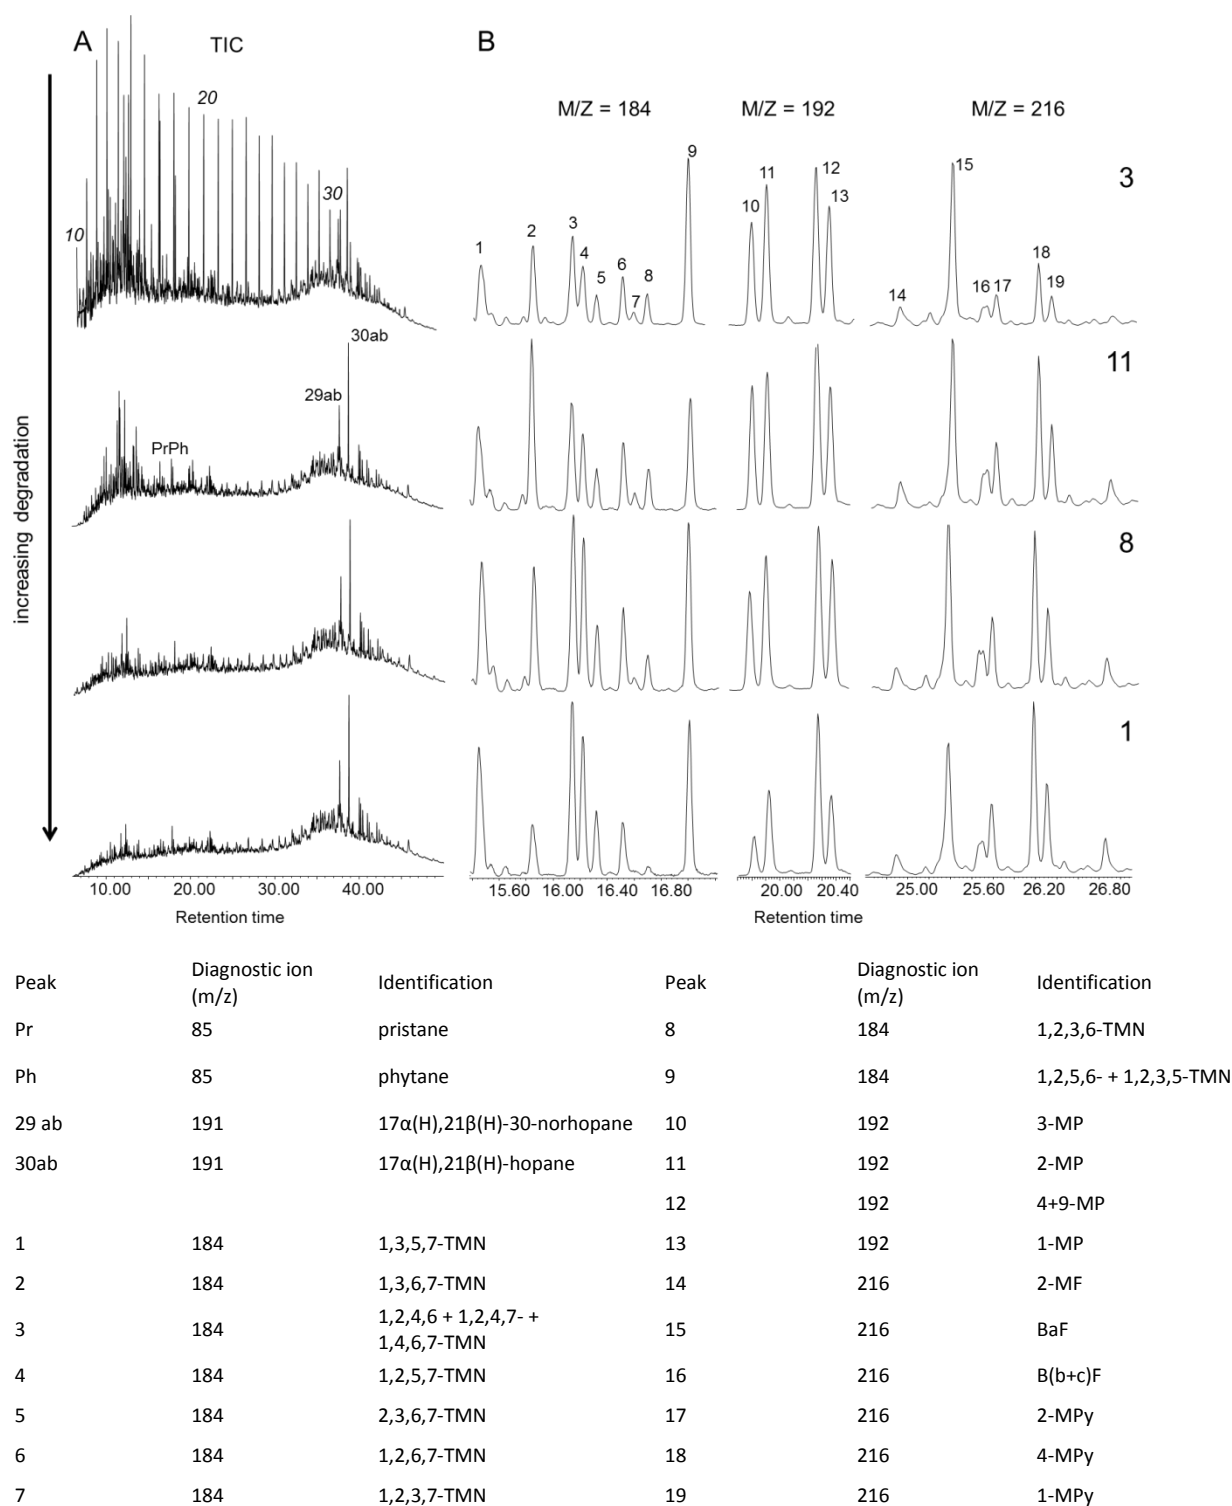 A
TIC
B
M/Z = 184
M/Z = 192
M/Z = 216
increasing degradation
10
20
30
1
2
3
4
5
6
7
8
9
10
11
12
13
14
15
16
17
18
19
3
PrPh
29ab
30ab
11
8
1
10.00 20.00 30.00 40.00
15.60 16.00 16.40 16.80
20.00 20.40
25.00 25.60 26.20 26.80
Retention time
Retention time
Peak Diagnostic ion (m/z) Identification Peak Diagnostic ion (m/z) Identification
Pr 85 pristane 8 184 1,2,3,6-TMN
Ph 85 phytane 9 184 1,2,5,6- + 1,2,3,5-TMN
29 ab 191 17α(H),21β(H)-30-norhopane 10 192 3-MP
30ab 191 17α(H),21β(H)-hopane 11 192 2-MP
12 192 4+9-MP
1 184 1,3,5,7-TMN 13 192 1-MP
2 184 1,3,6,7-TMN 14 216 2-MF
3 184 1,2,4,6 + 1,2,4,7- + 1,4,6,7-TMN 15 216 BaF
4 184 1,2,5,7-TMN 16 216 B(b+c)F
5 184 2,3,6,7-TMN 17 216 2-MPy
6 184 1,2,6,7-TMN 18 216 4-MPy
7 184 1,2,3,7-TMN 19 216 1-MPy